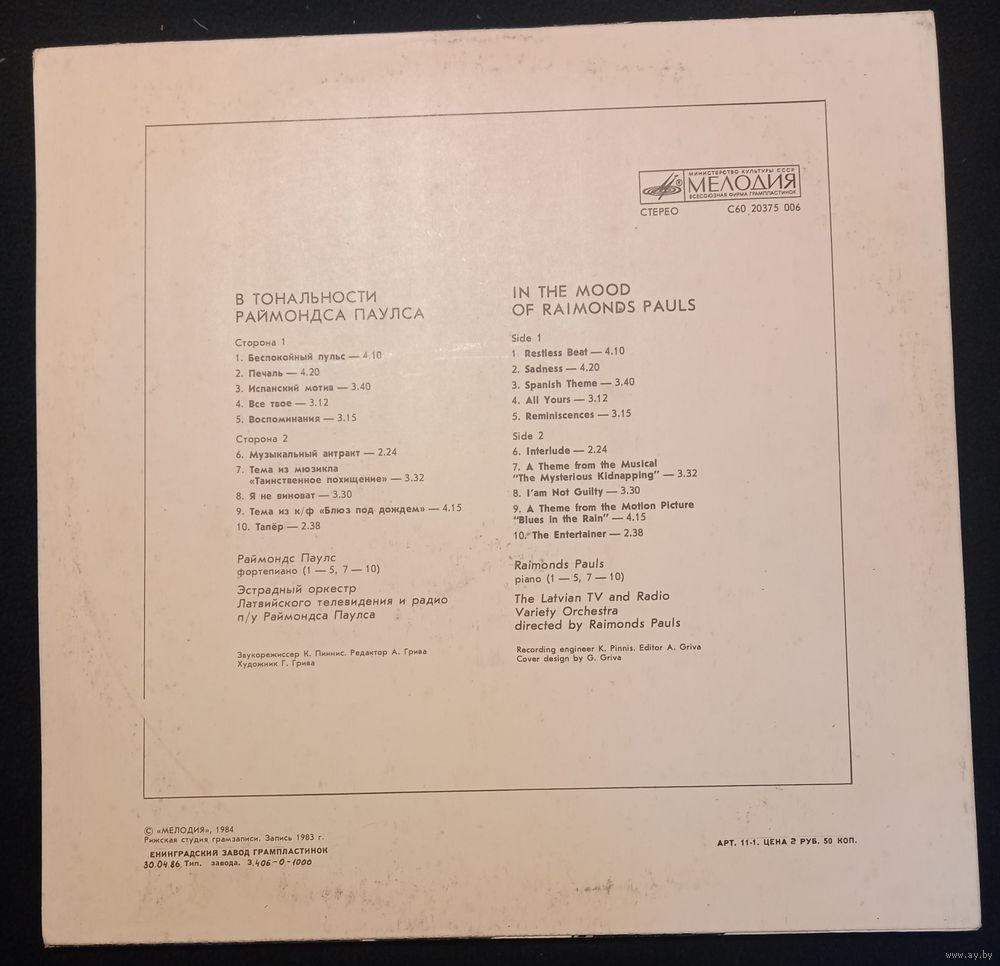 МИНИСТЕРСТВО КУЛЬТУРЫ СССР
® МЕЛОДИЯ
ВСЕСОЮЗНАЯ ФИРМА ГРАМПЛАСТИНОК
СТЕРЕО С60 20375 006
В ТОНАЛЬНОСТИ
РАЙМОНДСА ПАУЛСА
Сторона 1
1. Беспокойный пульс — 4.10
2. Печаль — 4.20
3. Испанский мотив — 3.40
4. Все твое — 3.12
5. Воспоминания — 3.15
Сторона 2
6. Музыкальный антракт — 2.24
7. Тема из мюзикла
«Таинственное похищение» — 3.32
8. Я не виноват — 3.30
9. Тема из к/ф «Блюз под дождем» — 4.15
10. Тапёр — 2.38
Раймондс Паулс
фортепиано (1 — 5, 7 — 10)
Эстрадный оркестр
Латвийского телевидения и радио
п/у Раймондса Паулса
Звукорежиссер К. Пиннис. Редактор А. Грива
Художник Г. Грива
IN THE MOOD
OF RAIMONDS PAULS
Side 1
1 Restless Beat — 4.10
2. Sadness — 4.20
3. Spanish Theme — 3.40
4. All Yours — 3.12
5. Reminiscences — 3.15
Side 2
6. Interlude — 2.24
7. A Theme from the Musical
"The Mysterious Kidnapping" — 3.32
8. I'am Not Guilty — 3.30
9. A Theme from the Motion Picture
"Blues in the Rain" — 4.15
10. The Entertainer — 2.38
Raimonds Pauls
piano (1 — 5, 7 — 10)
The Latvian TV and Radio
Variety Orchestra
directed by Raimonds Pauls
Recording engineer K. Pinnis. Editor A. Griva
Cover design by G. Griva
© «МЕЛОДИЯ», 1984
Рижская студия грамзаписи. Запись 1983 г.
ЕНИНГРАДСКИЙ ЗАВОД ГРАМПЛАСТИНОК
30.04.86 Тип. завода. З.406-0-1000
АРТ. 11-1. ЦЕНА 2 РУБ. 50 КОП.
www.ay.by